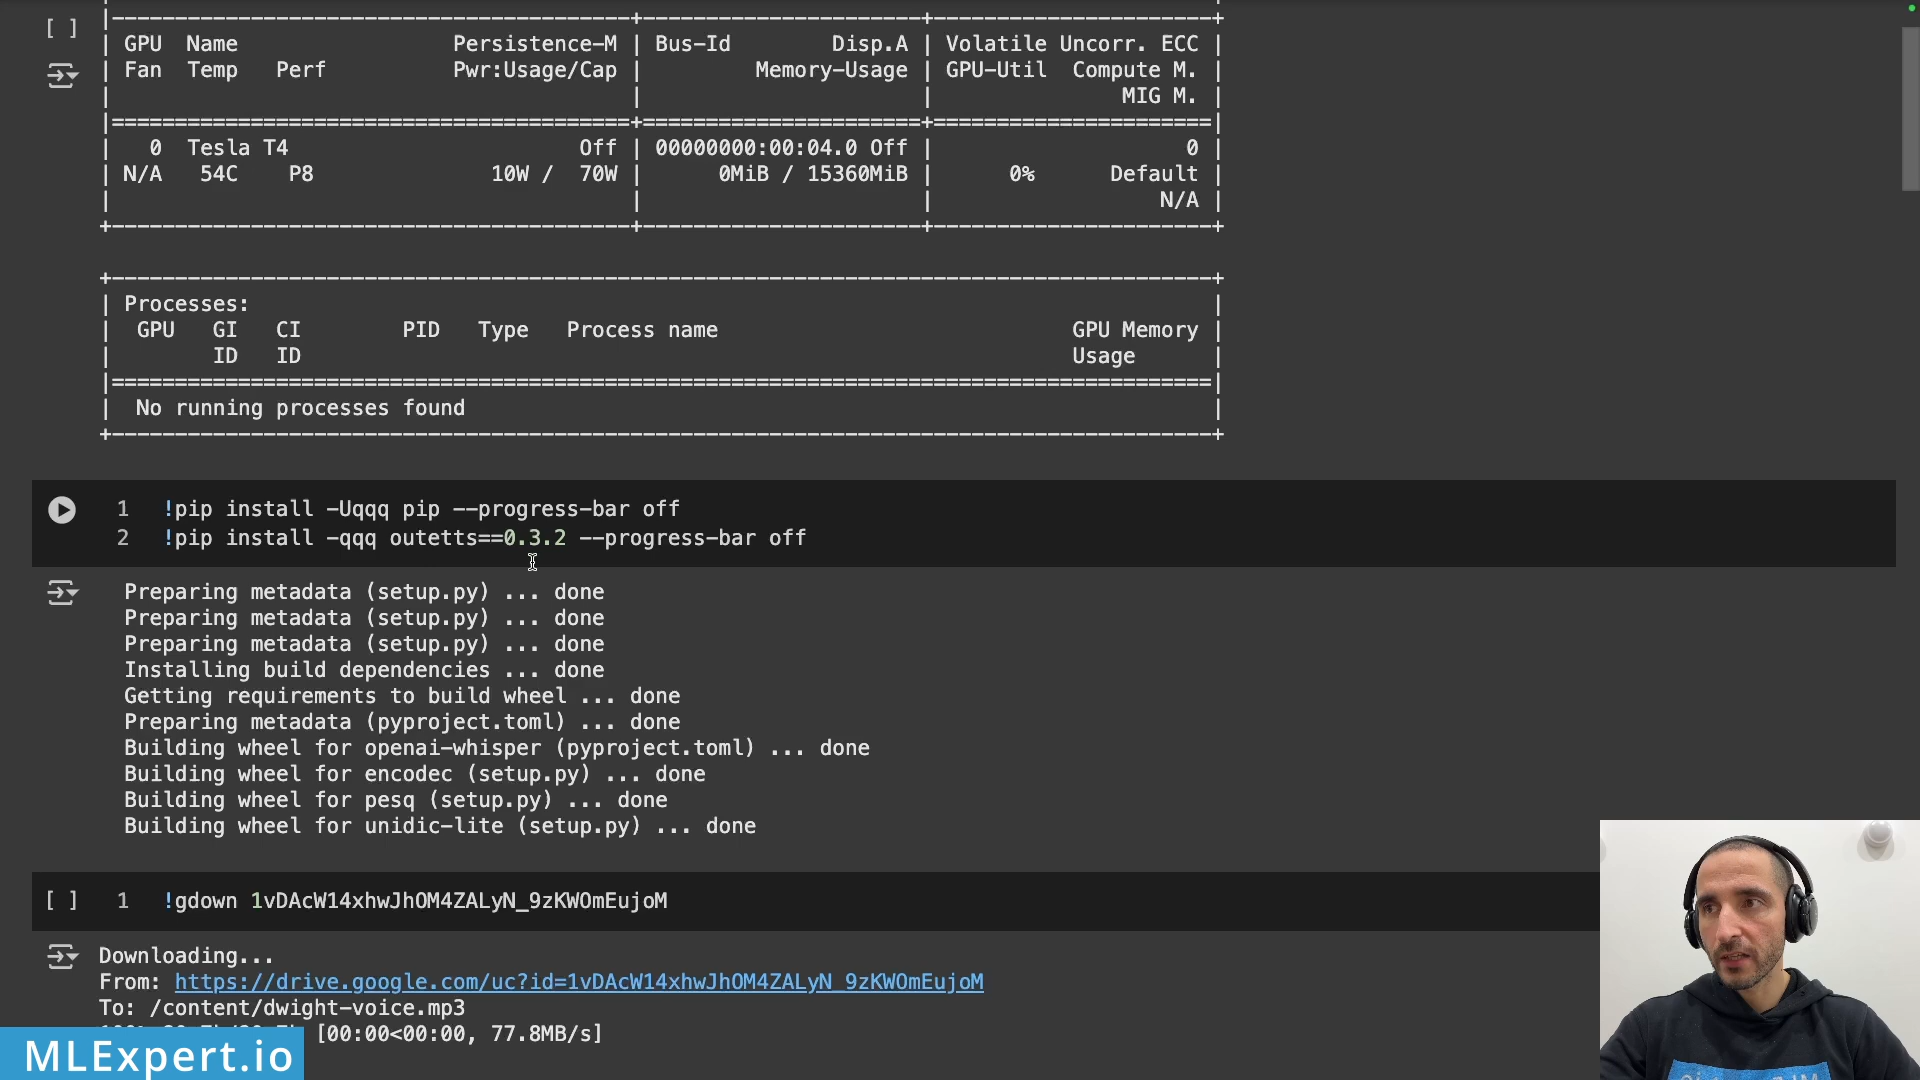 [ ]
GPU Name Persistence-M | Bus-Id Disp.A | Volatile Uncorr. ECC
Fan Temp Perf Pwr:Usage/Cap | Memory-Usage | GPU-Util Compute M.
MIG M.
0 Tesla T4 Off | 00000000:00:04.0 Off | 0
N/A 54C P8 10W / 70W | 0MiB / 15360MiB | 0% Default
N/A
Processes:
GPU GI CI PID Type Process name GPU Memory
ID ID Usage
No running processes found
1 !pip install -Uqqq pip --progress-bar off
2 !pip install -qqq outetts==0.3.2 --progress-bar off
Preparing metadata (setup.py) ... done
Preparing metadata (setup.py) ... done
Preparing metadata (setup.py) ... done
Installing build dependencies ... done
Getting requirements to build wheel ... done
Preparing metadata (pyproject.toml) ... done
Building wheel for openai-whisper (pyproject.toml) ... done
Building wheel for encodec (setup.py) ... done
Building wheel for pesq (setup.py) ... done
Building wheel for unidic-lite (setup.py) ... done
[ ] 1 !gdown 1vDAcW14xhwJhOM4ZALyN_9zKWOmEujoM
Downloading...
From: https://drive.google.com/uc?id=1vDAcW14xhwJhOM4ZALyN_9zKWOmEujoM
To: /content/dwight-voice.mp3
[00:00<00:00, 77.8MB/s]
MLExpert.io